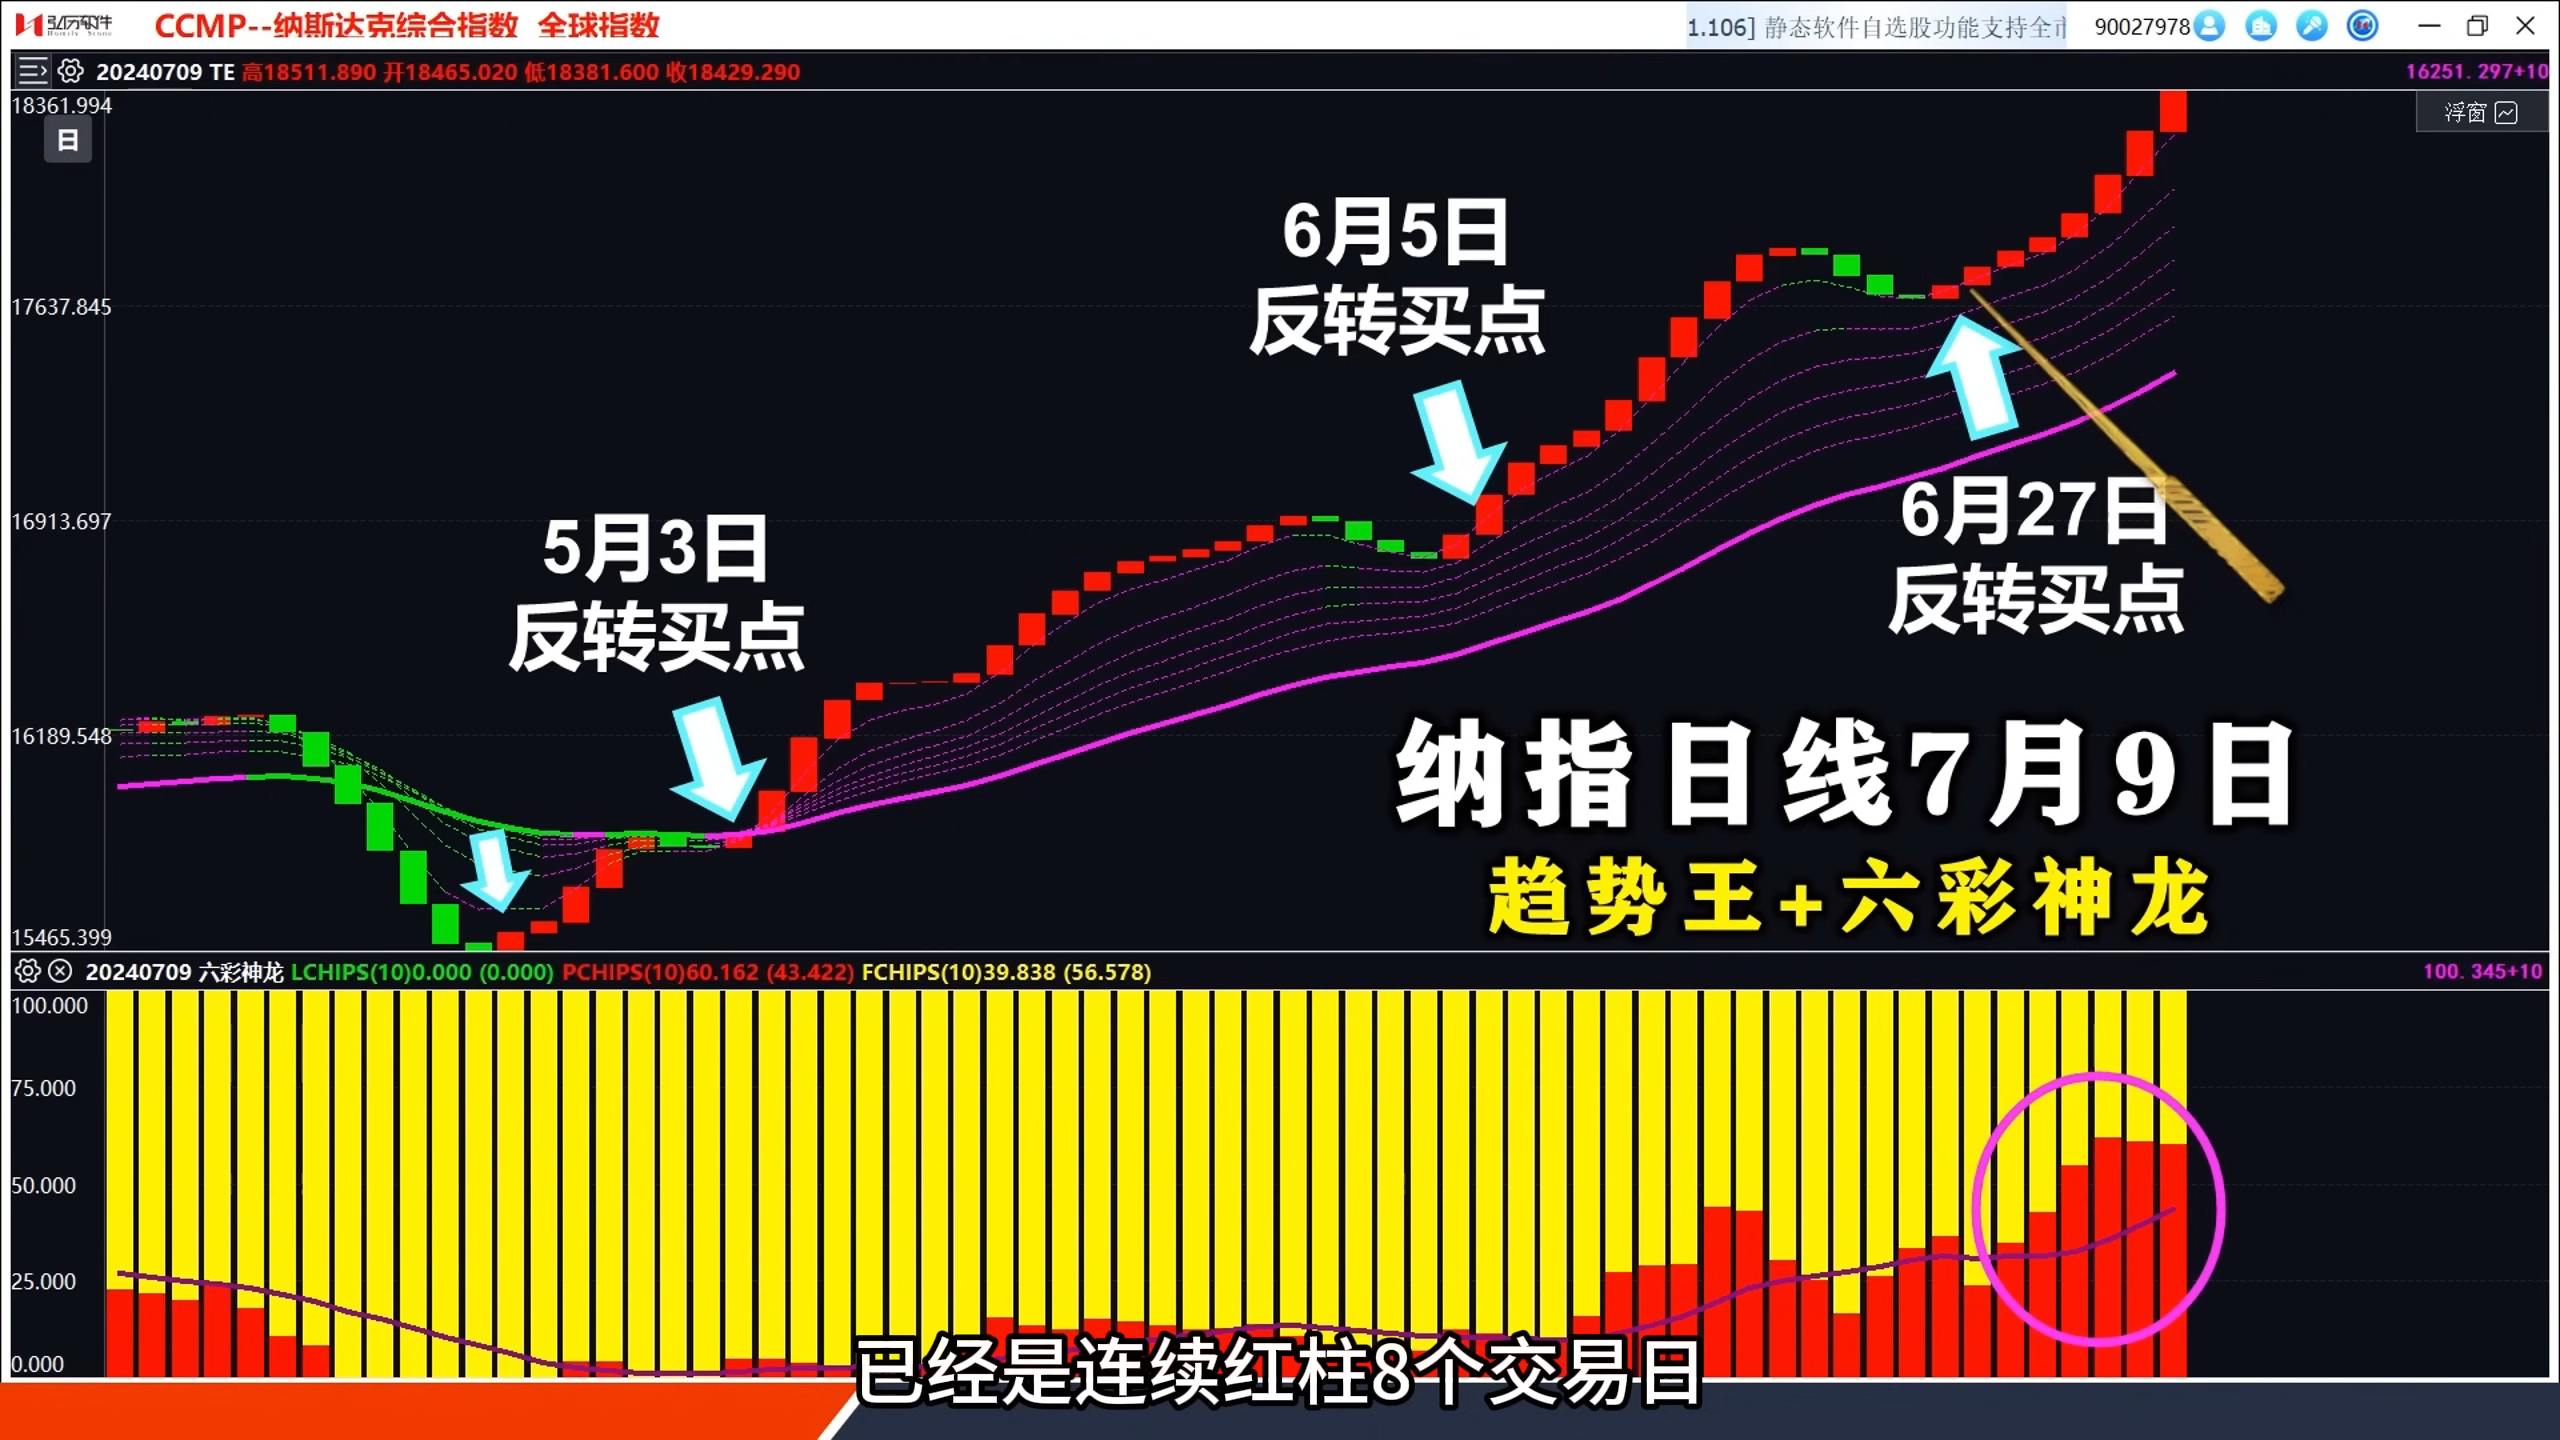 弘历软件
CCMP--纳斯达克综合指数 全球指数
1.106] 静态软件自选股功能支持全市
90027978
20240709 TE 高18511.890 开18465.020 低18381.600 收18429.290
16251.297+10
浮窗
18361.994
日
17637.845
16913.697
16189.548
15465.399
6月5日
反转买点
5月3日
反转买点
6月27日
反转买点
纳指日线7月9日
趋势王+六彩神龙
20240709 六彩神龙 LCHIPS(10)0.000 (0.000) PCHIPS(10)60.162 (43.422) FCHIPS(10)39.838 (56.578)
100.345+10
100.000
75.000
50.000
25.000
0.000
已经是连续红柱8个交易日